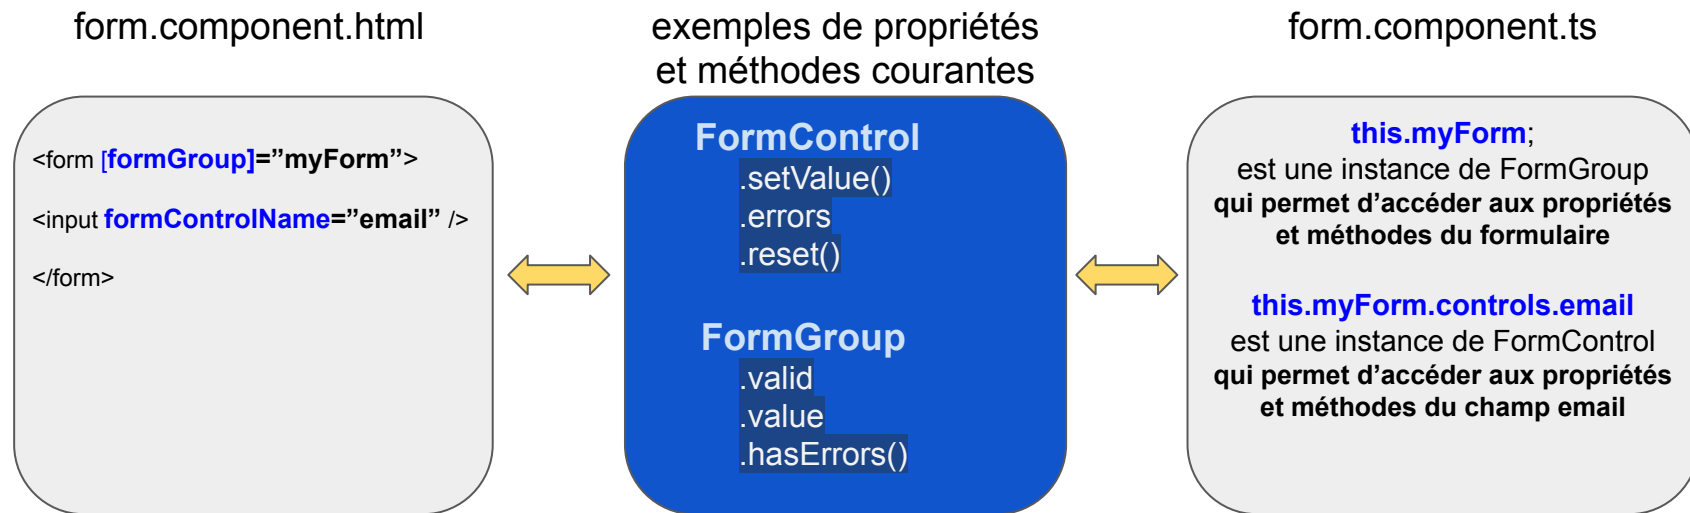 form.component.html
exemples de propriétés
et méthodes courantes
form.component.ts
<form [formGroup]=”myForm”>
<input formControlName=”email” />
</form>
FormControl
.setValue()
.errors
.reset()
FormGroup
.valid
.value
.hasErrors()
this.myForm;
est une instance de FormGroup
qui permet d’accéder aux propriétés
et méthodes du formulaire
this.myForm.controls.email
est une instance de FormControl
qui permet d’accéder aux propriétés
et méthodes du champ email